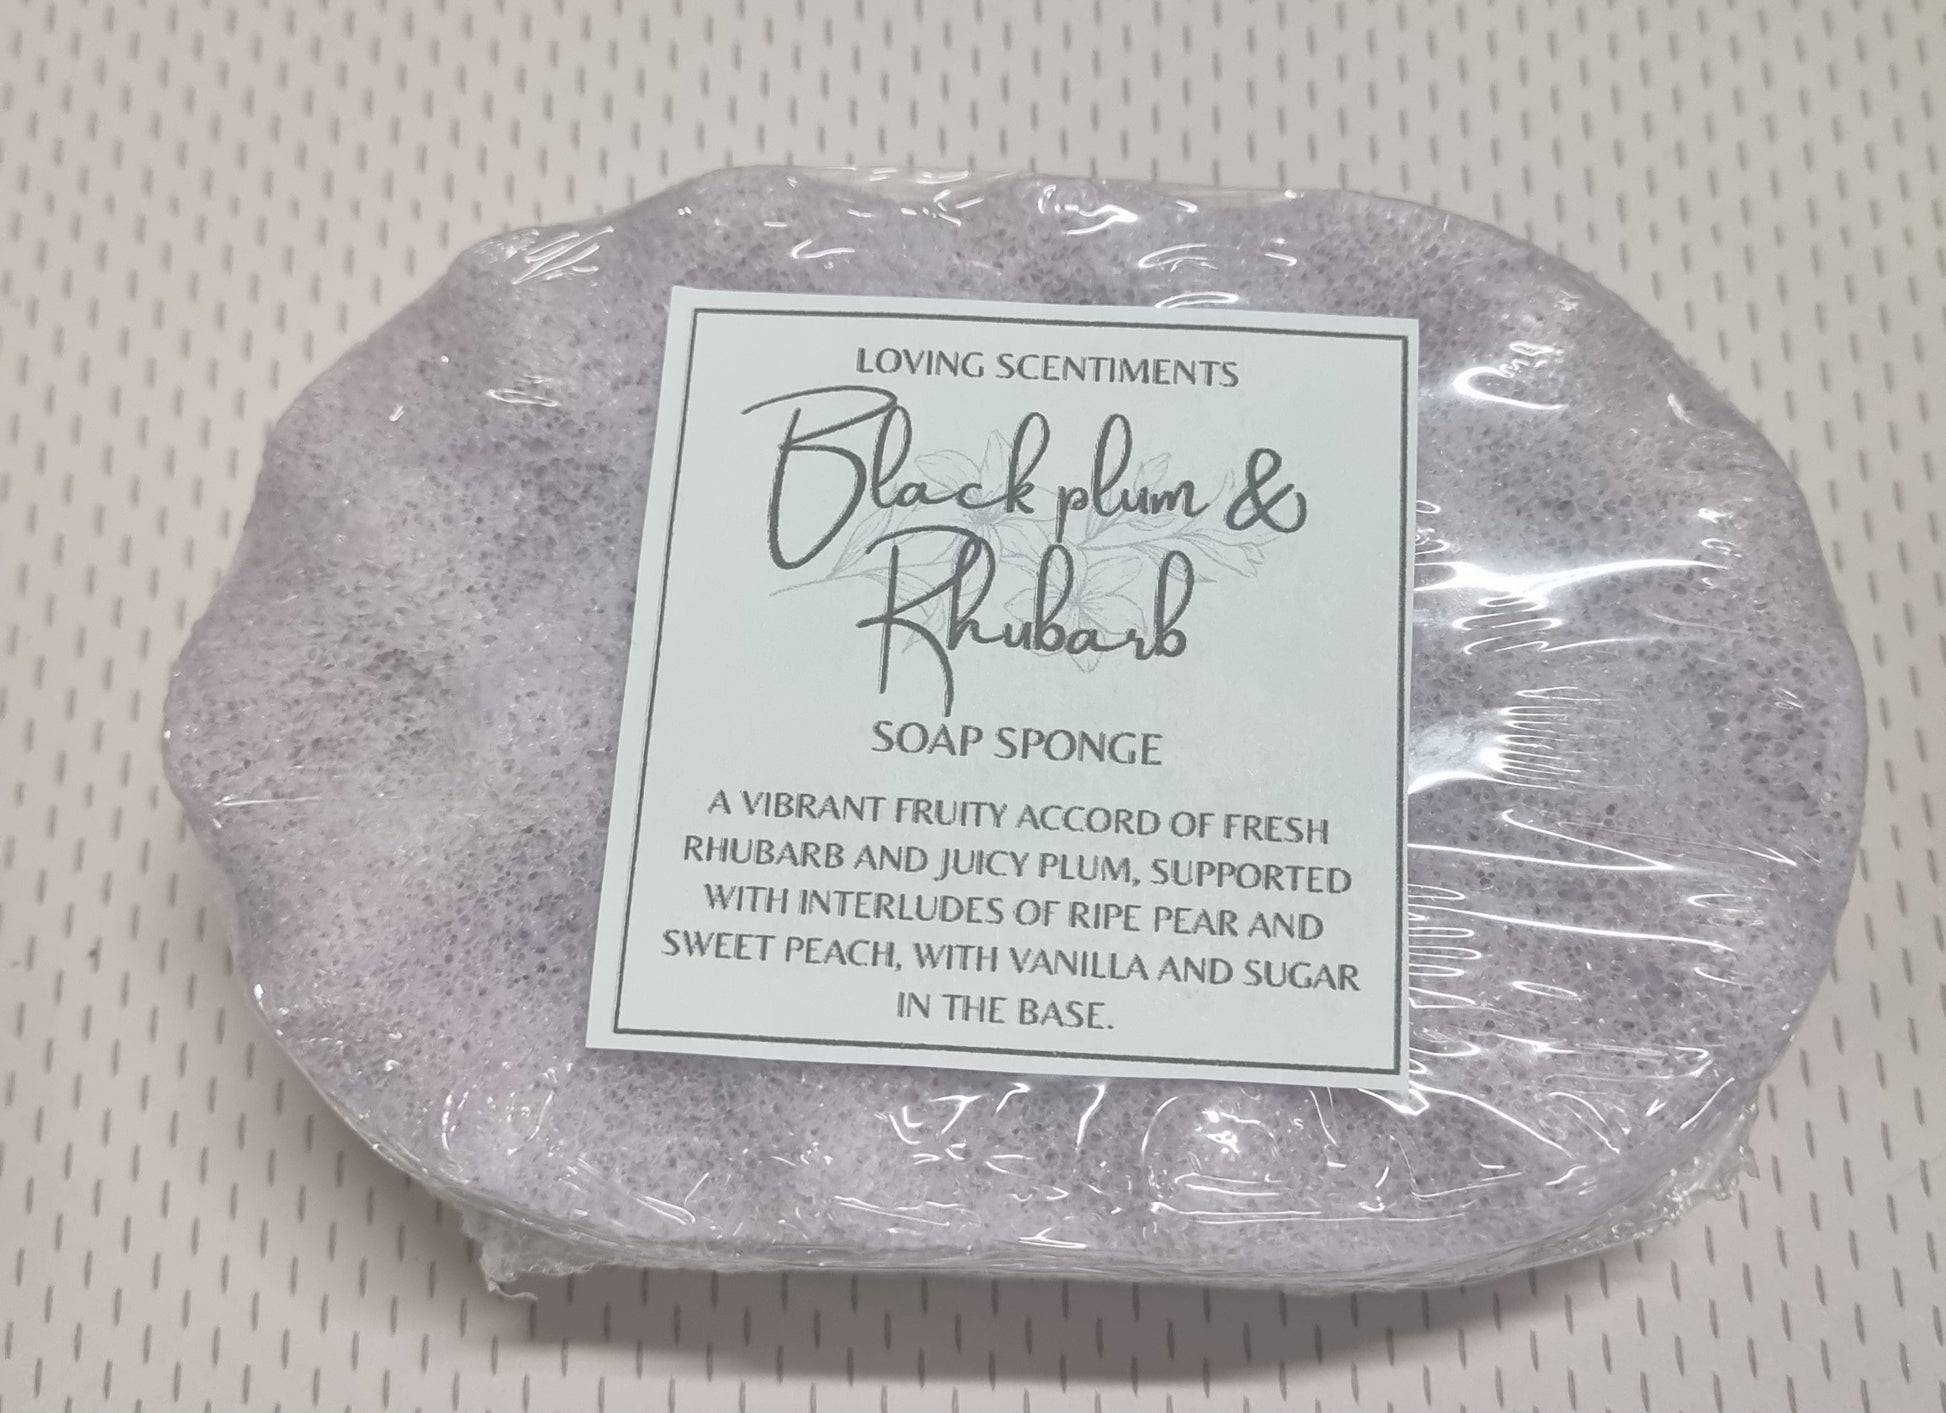 LOVING SCENTIMENTS
Black plum &
Rhubarb
SOAP SPONGE
A VIBRANT FRUITY ACCORD OF FRESH
RHUBARB AND JUICY PLUM, SUPPORTED
WITH INTERLUDES OF RIPE PEAR AND
SWEET PEACH, WITH VANILLA AND SUGAR
IN THE BASE.